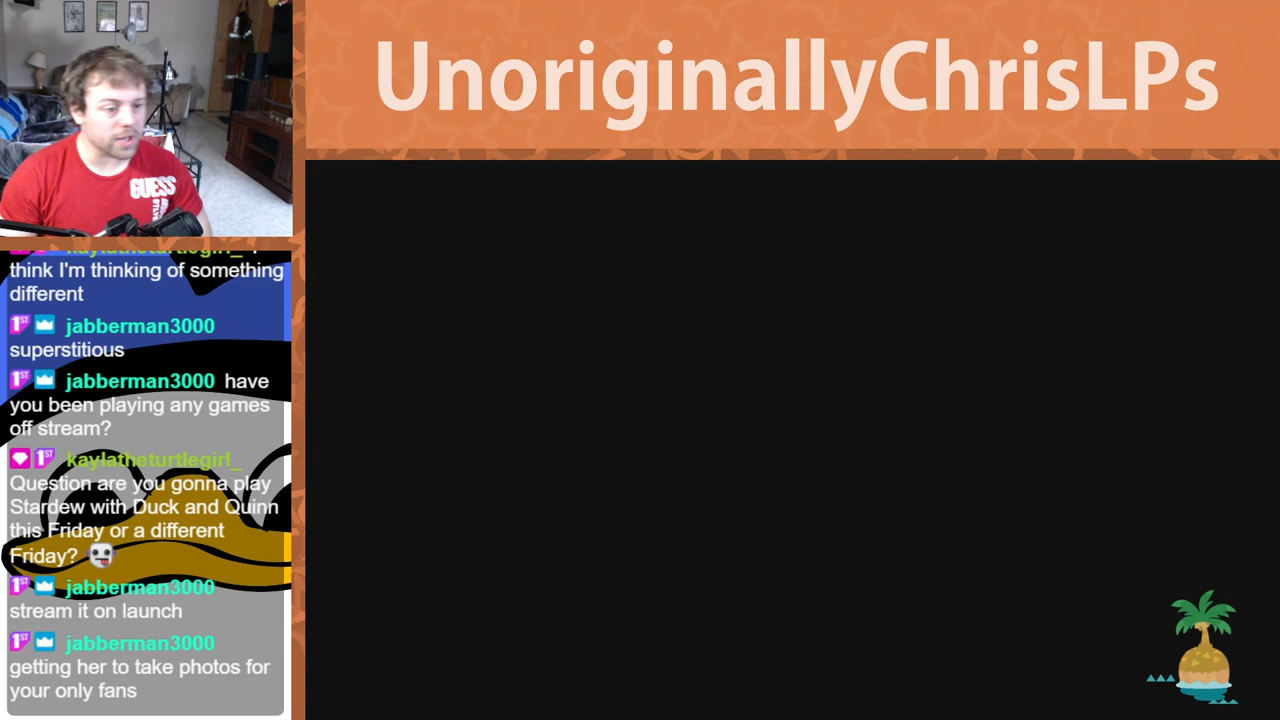 UnoriginallyChrisLPs
GUESS
kaylatheturtlegirl_ I
think I'm thinking of something
different
jabberman3000
superstitious
jabberman3000 have
you been playing any games
off stream?
kaylatheturtlegirl_
Question are you gonna play
Stardew with Duck and Quinn
this Friday or a different
Friday?
jabberman3000
stream it on launch
jabberman3000
getting her to take photos for
your only fans